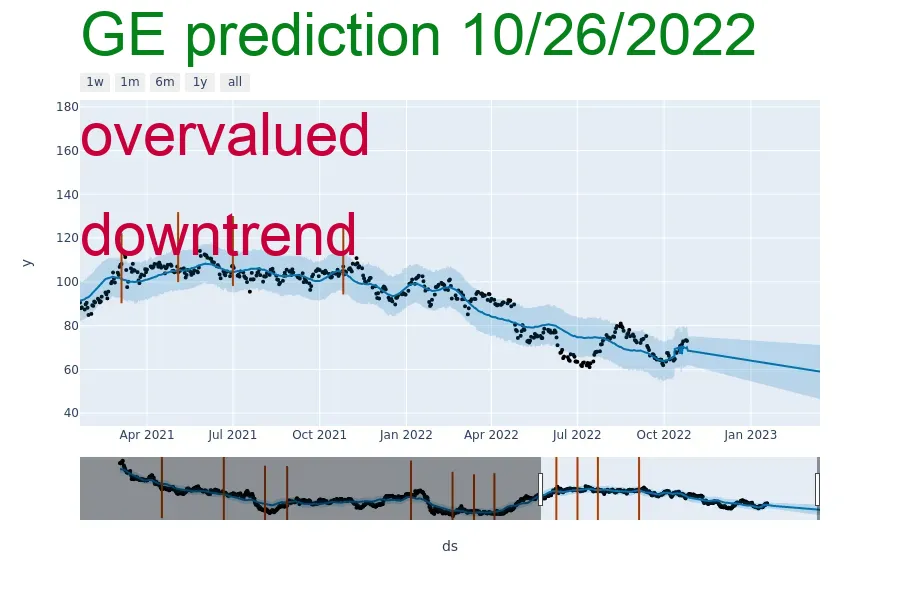 GE prediction 10/26/2022
1w 1m 6m 1y all
180
overvalued
160
140
downtrend
120
y
100
80
60
40
Apr 2021 Jul 2021 Oct 2021 Jan 2022 Apr 2022 Jul 2022 Oct 2022 Jan 2023
ds